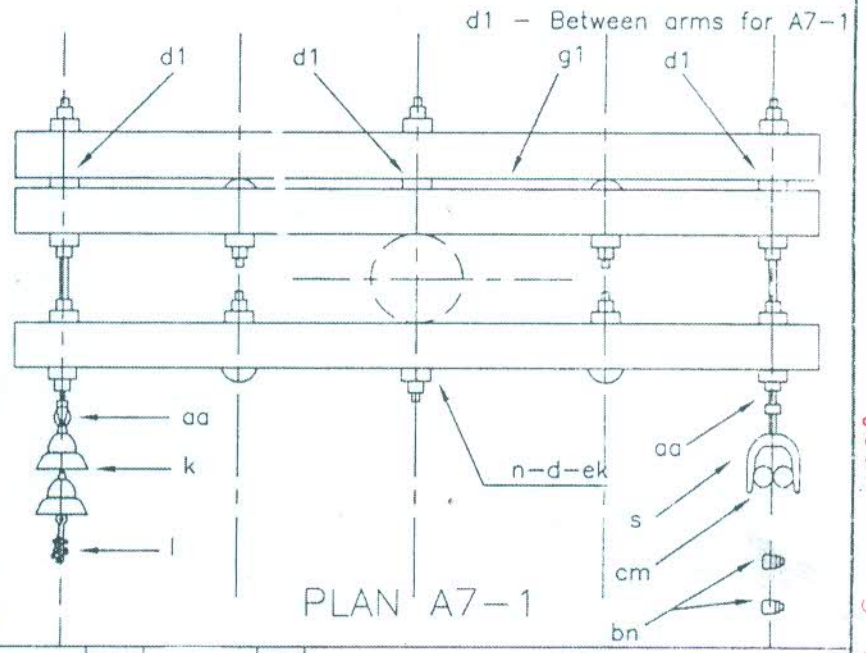 d1 - Between arms for A7-1
d1
d1
g1
d1
aa
k
l
n-d-ek
aa
s
cm
bn
PLAN A7-1